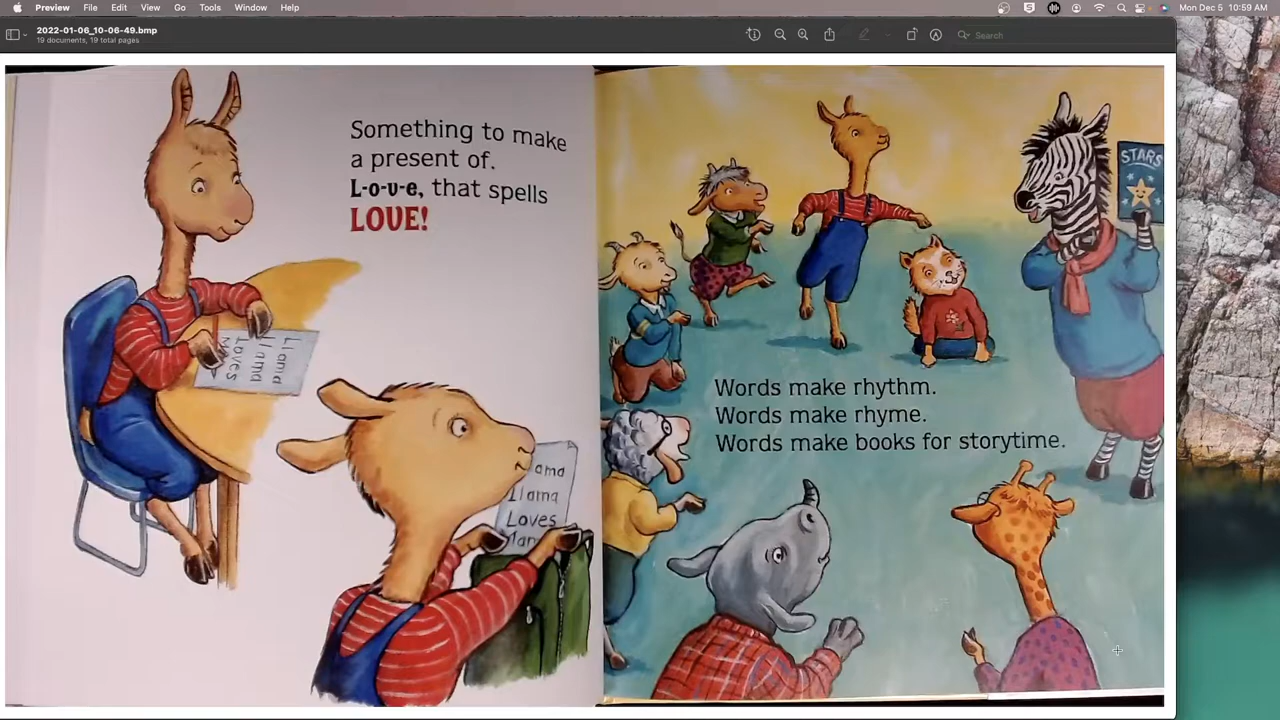 Preview File Edit View Go Tools Window Help
Mon Dec 5 10:59 AM
2022-01-06_10-06-49.bmp
19 documents, 19 total pages
Search
Something to make
a present of.
L-o-v-e, that spells
LOVE!
Llama
Llama
Loves
ama
Llama
Loves
STARS
Words make rhythm.
Words make rhyme.
Words make books for storytime.